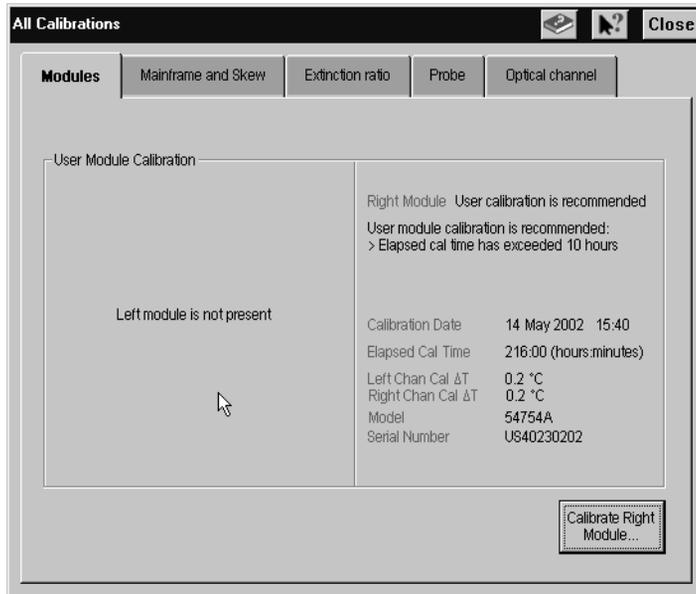 All Calibrations
?
?
Close
Modules
Mainframe and Skew
Extinction ratio
Probe
Optical channel
User Module Calibration
Left module is not present
Right Module User calibration is recommended
User module calibration is recommended:
> Elapsed cal time has exceeded 10 hours
Calibration Date 14 May 2002 15:40
Elapsed Cal Time 216:00 (hours:minutes)
Left Chan Cal ΔT 0.2 °C
Right Chan Cal ΔT 0.2 °C
Model 54754A
Serial Number US40230202
Calibrate Right
Module...